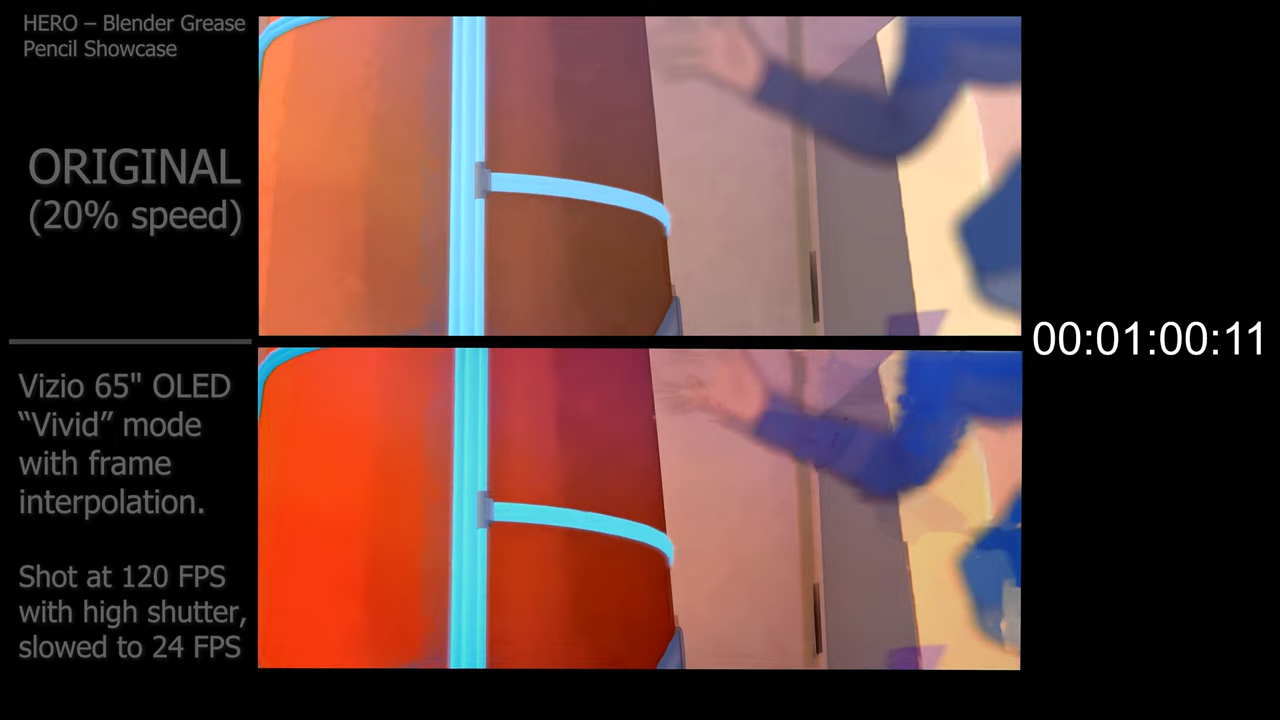 HERO – Blender Grease
Pencil Showcase
ORIGINAL
(20% speed)
Vizio 65" OLED
“Vivid” mode
with frame
interpolation.
Shot at 120 FPS
with high shutter,
slowed to 24 FPS
00:01:00:11